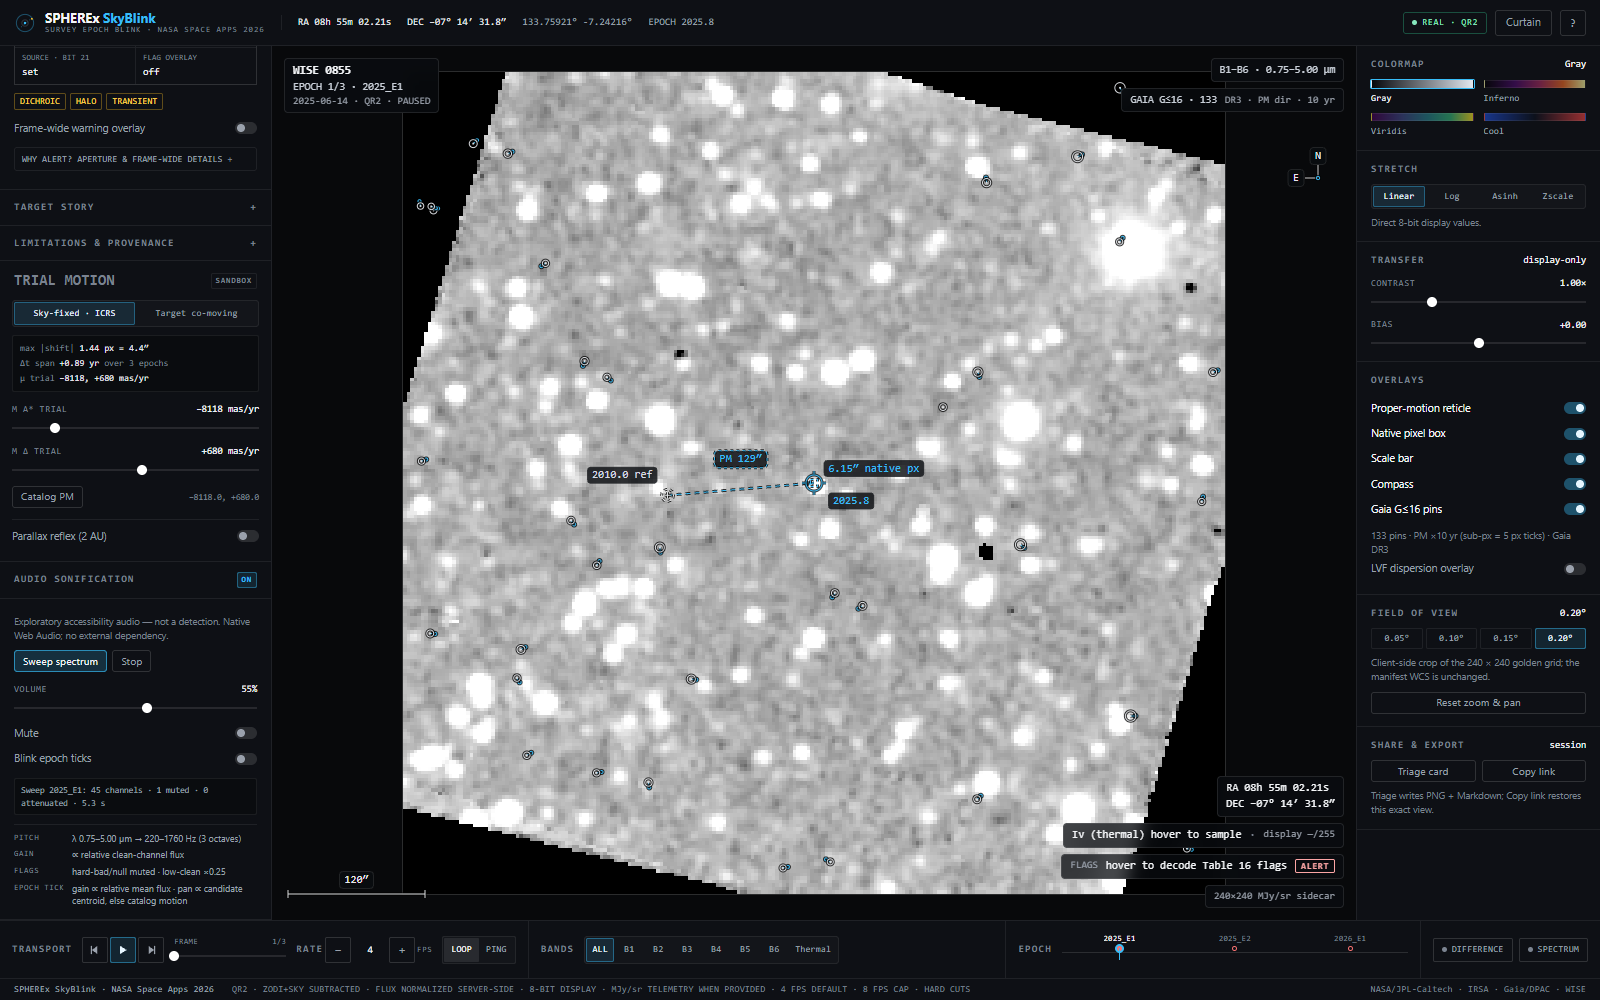 SPHEREx SkyBlink
SURVEY EPOCH BLINK · NASA SPACE APPS 2026
RA 08h 55m 02.21s DEC −07° 14′ 31.8″ 133.75921° -7.24216° EPOCH 2025.8
REAL · QR2
Curtain
?
SOURCE · BIT 21
set
FLAG OVERLAY
off
DICHROIC HALO TRANSIENT
Frame-wide warning overlay
WHY ALERT? APERTURE & FRAME-WIDE DETAILS +
TARGET STORY +
LIMITATIONS & PROVENANCE +
TRIAL MOTION SANDBOX
Sky-fixed · ICRS Target co-moving
max |shift| 1.44 px = 4.4″
Δt span +0.89 yr over 3 epochs
μ trial −8118, +680 mas/yr
Μ Α* TRIAL −8118 mas/yr
Μ Δ TRIAL +680 mas/yr
Catalog PM −8118.0, +680.0
Parallax reflex (2 AU)
AUDIO SONIFICATION ON
Exploratory accessibility audio — not a detection. Native
Web Audio; no external dependency.
Sweep spectrum Stop
VOLUME 55%
Mute
Blink epoch ticks
Sweep 2025_E1: 45 channels · 1 muted · 0
attenuated · 5.3 s
PITCH λ 0.75–5.00 μm → 220–1760 Hz (3 octaves)
GAIN ∝ relative clean-channel flux
FLAGS hard-bad/null muted · low-clean ×0.25
EPOCH TICK gain ∝ relative mean flux · pan ∝ candidate
centroid, else catalog motion
WISE 0855
EPOCH 1/3 · 2025_E1
2025-06-14 · QR2 · PAUSED
B1–B6 · 0.75–5.00 μm
GAIA G≤16 · 133 DR3 · PM dir · 10 yr
N
E
PM 129″
2010.0 ref
6.15″ native px
2025.8
120″
RA 08h 55m 02.21s
DEC −07° 14′ 31.8″
Iν (thermal) hover to sample · display —/255
FLAGS hover to decode Table 16 flags ALERT
240×240 MJy/sr sidecar
COLORMAP Gray
Gray Inferno
Viridis Cool
STRETCH
Linear Log Asinh Zscale
Direct 8-bit display values.
TRANSFER display-only
CONTRAST 1.00×
BIAS +0.00
OVERLAYS
Proper-motion reticle
Native pixel box
Scale bar
Compass
Gaia G≤16 pins
133 pins · PM ×10 yr (sub-px = 5 px ticks) · Gaia
DR3
LVF dispersion overlay
FIELD OF VIEW 0.20°
0.05° 0.10° 0.15° 0.20°
Client-side crop of the 240 × 240 golden grid; the
manifest WCS is unchanged.
Reset zoom & pan
SHARE & EXPORT session
Triage card Copy link
Triage writes PNG + Markdown; Copy link restores
this exact view.
TRANSPORT FRAME 1/3 RATE − 4 + FPS LOOP PING
BANDS ALL B1 B2 B3 B4 B5 B6 Thermal
EPOCH 2025_E1 2025_E2 2026_E1
DIFFERENCE SPECTRUM
SPHEREx SkyBlink · NASA Space Apps 2026 QR2 · ZODI+SKY SUBTRACTED · FLUX NORMALIZED SERVER-SIDE · 8-BIT DISPLAY · MJy/sr TELEMETRY WHEN PROVIDED · 4 FPS DEFAULT · 8 FPS CAP · HARD CUTS
NASA/JPL-Caltech · IRSA · Gaia/DPAC · WISE